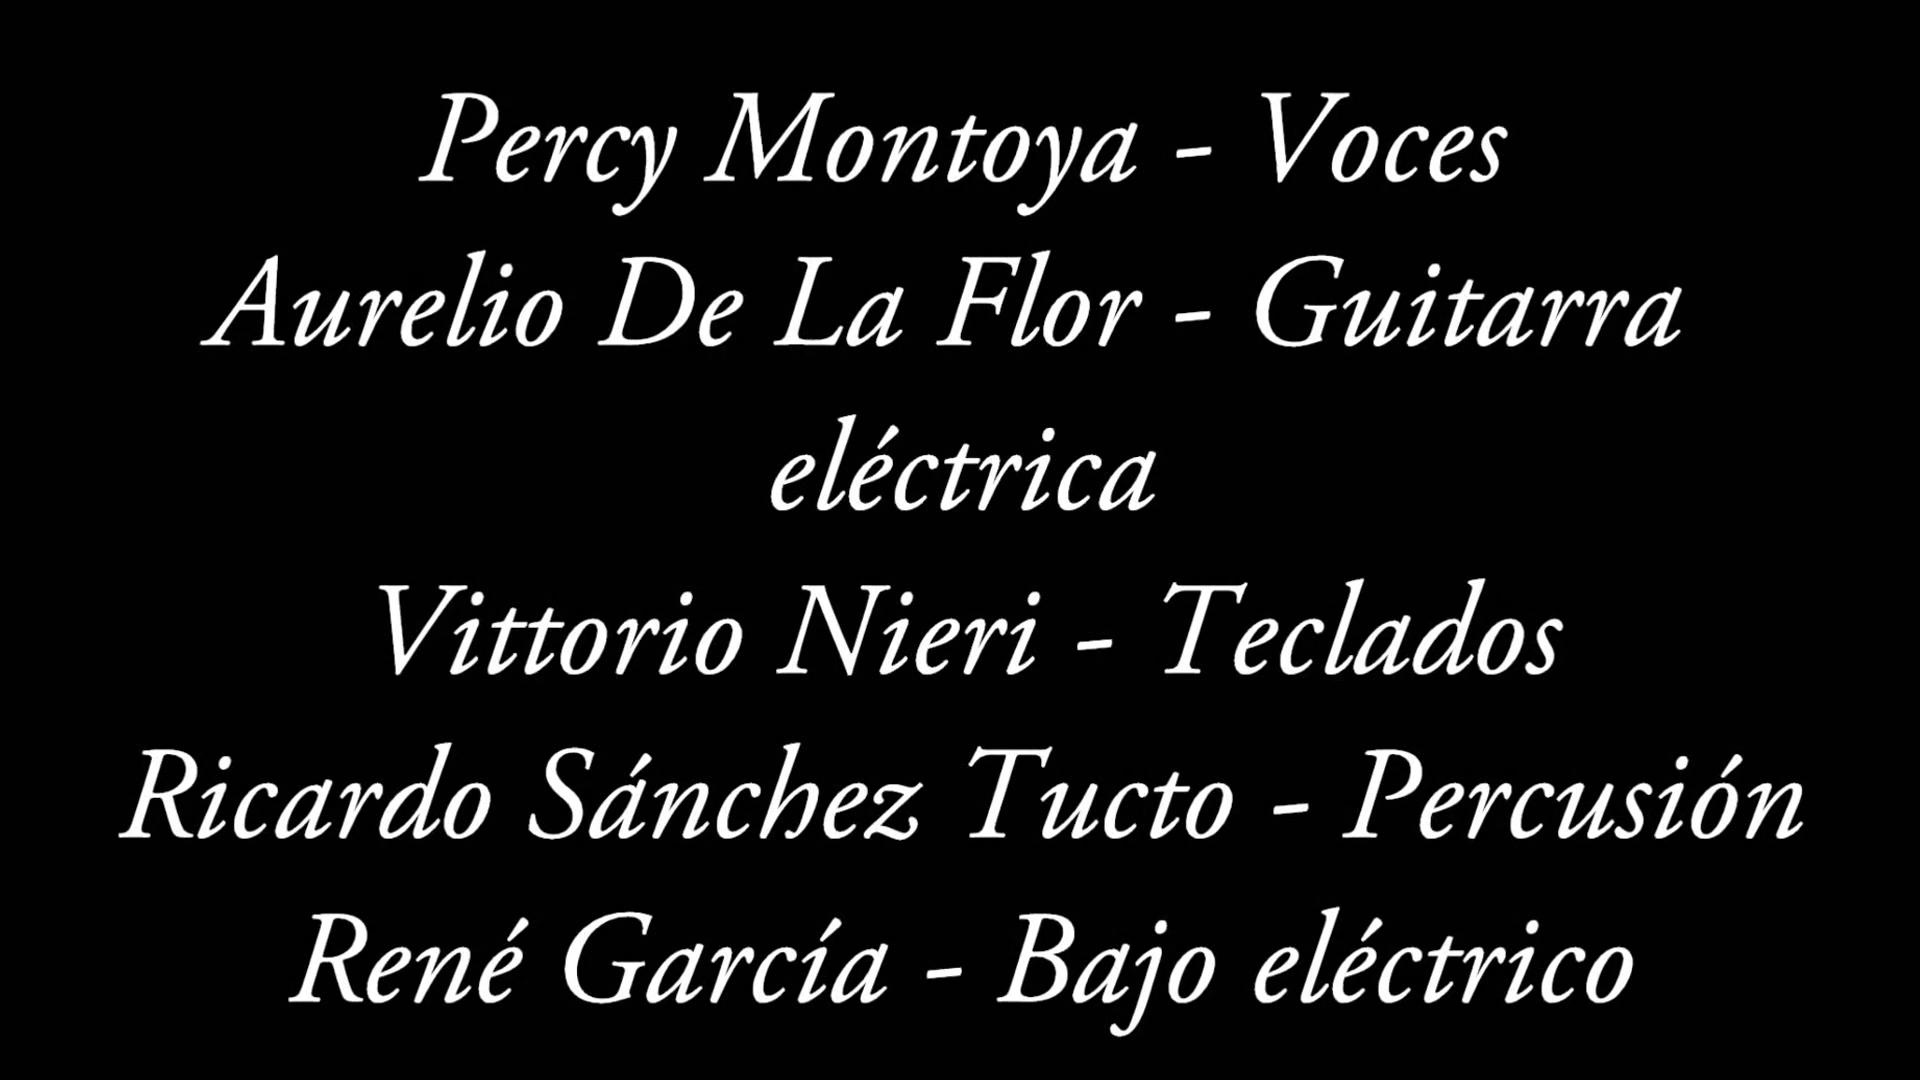 Percy Montoya - Voces
Aurelio De La Flor - Guitarra
eléctrica
Vittorio Nieri - Teclados
Ricardo Sánchez Tucto - Percusión
René García - Bajo eléctrico